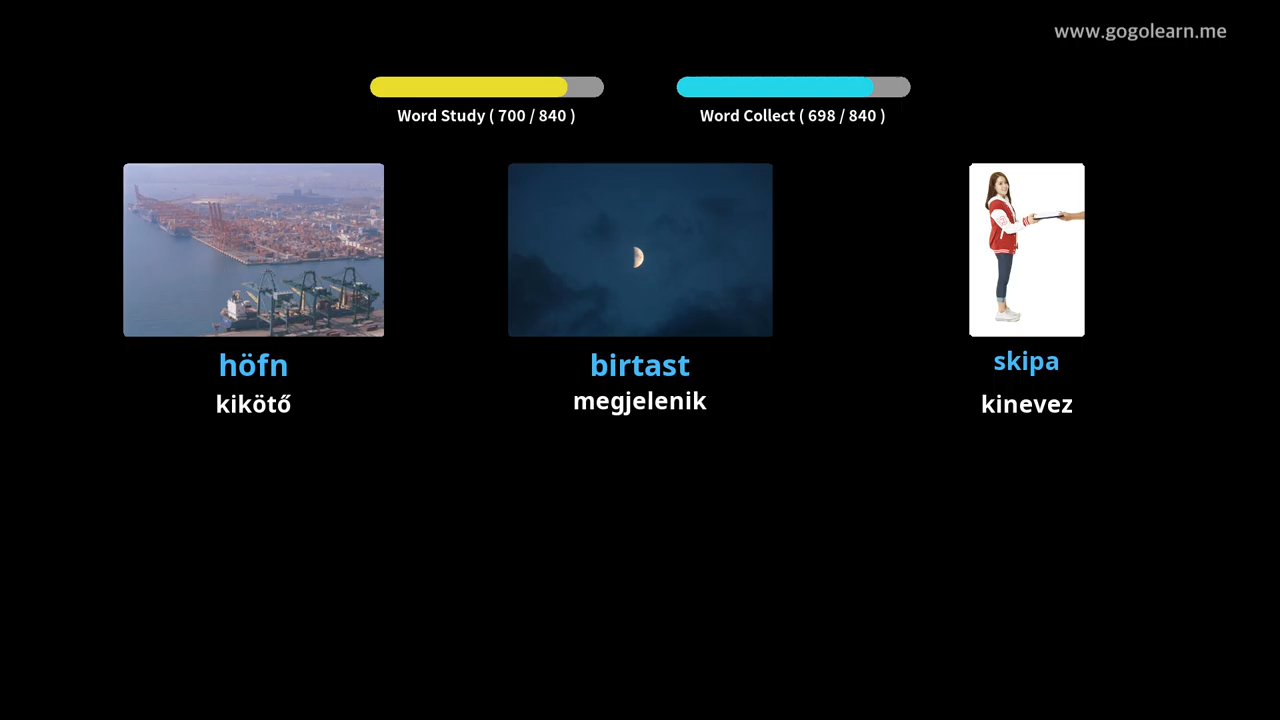 www.gogolearn.me
Word Study ( 700 / 840 )
Word Collect ( 698 / 840 )
höfn
birtast
skipa
kikötő
megjelenik
kinevez